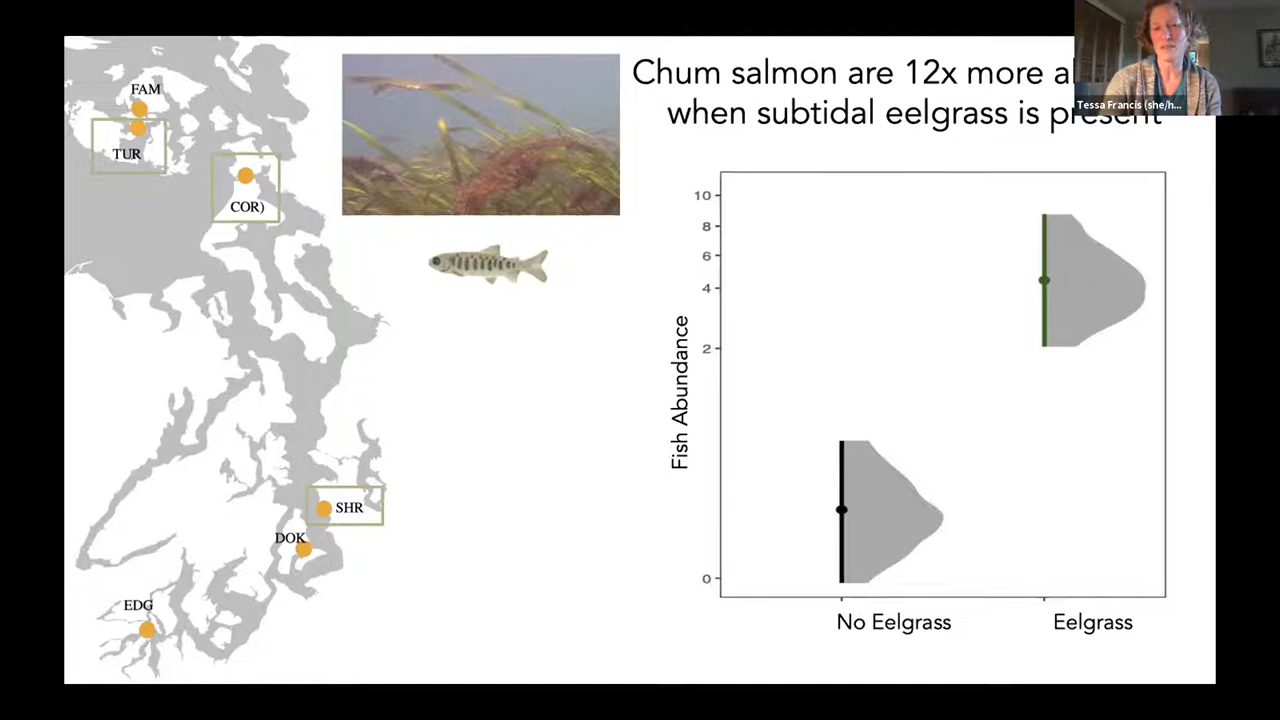 Chum salmon are 12x more
when subtidal eelgrass is present
Tessa Francis (she/h...
FAM
TUR
COR)
SHR
DOK
EDG
Fish Abundance
10
8
6
4
2
0
No Eelgrass
Eelgrass